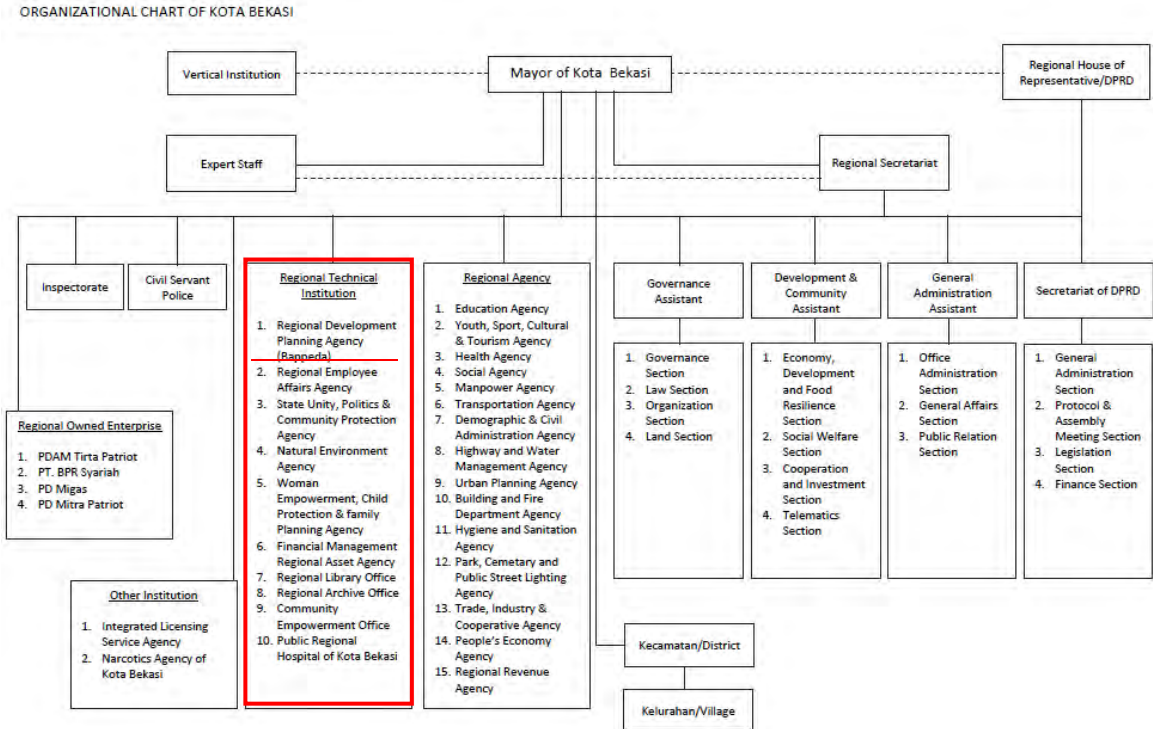 ORGANIZATIONAL CHART OF KOTA BEKASI
Vertical Institution
Mayor of Kota Bekasi
Regional House of
Representative/DPRD
Expert Staff
Regional Secretariat
Inspectorate
Civil Servant
Police
Regional Technical
Institution
1. Regional Development
Planning Agency
(Bappeda)
2. Regional Employee
Affairs Agency
3. State Unity, Politics &
Community Protection
Agency
4. Natural Environment
Agency
5. Woman
Empowerment, Child
Protection & family
Planning Agency
6. Financial Management
Regional Asset Agency
7. Regional Library Office
8. Regional Archive Office
9. Community
Empowerment Office
10. Public Regional
Hospital of Kota Bekasi
Regional Agency
1. Education Agency
2. Youth, Sport, Cultural
& Tourism Agency
3. Health Agency
4. Social Agency
5. Manpower Agency
6. Transportation Agency
7. Demographic & Civil
Administration Agency
8. Highway and Water
Management Agency
9. Urban Planning Agency
10. Building and Fire
Department Agency
11. Hygiene and Sanitation
Agency
12. Park, Cemetary and
Public Street Lighting
Agency
13. Trade, Industry &
Cooperative Agency
14. People's Economy
Agency
15. Regional Revenue
Agency
Governance
Assistant
1. Governance
Section
2. Law Section
3. Organization
Section
4. Land Section
Development &
Community
Assistant
1. Economy,
Development
and Food
Resilience
Section
2. Social Welfare
Section
3. Cooperation
and Investment
Section
4. Telematics
Section
General
Administration
Assistant
1. Office
Administration
Section
2. General Affairs
Section
3. Public Relation
Section
Secretariat of DPRD
1. General
Administration
Section
2. Protocol &
Assembly
Meeting Section
3. Legislation
Section
4. Finance Section
Regional Owned Enterprise
1. PDAM Tirta Patriot
2. PT. BPR Syariah
3. PD Migas
4. PD Mitra Patriot
Other Institution
1. Integrated Licensing
Service Agency
2. Narcotics Agency of
Kota Bekasi
Kecamatan/District
Kelurahan/Village